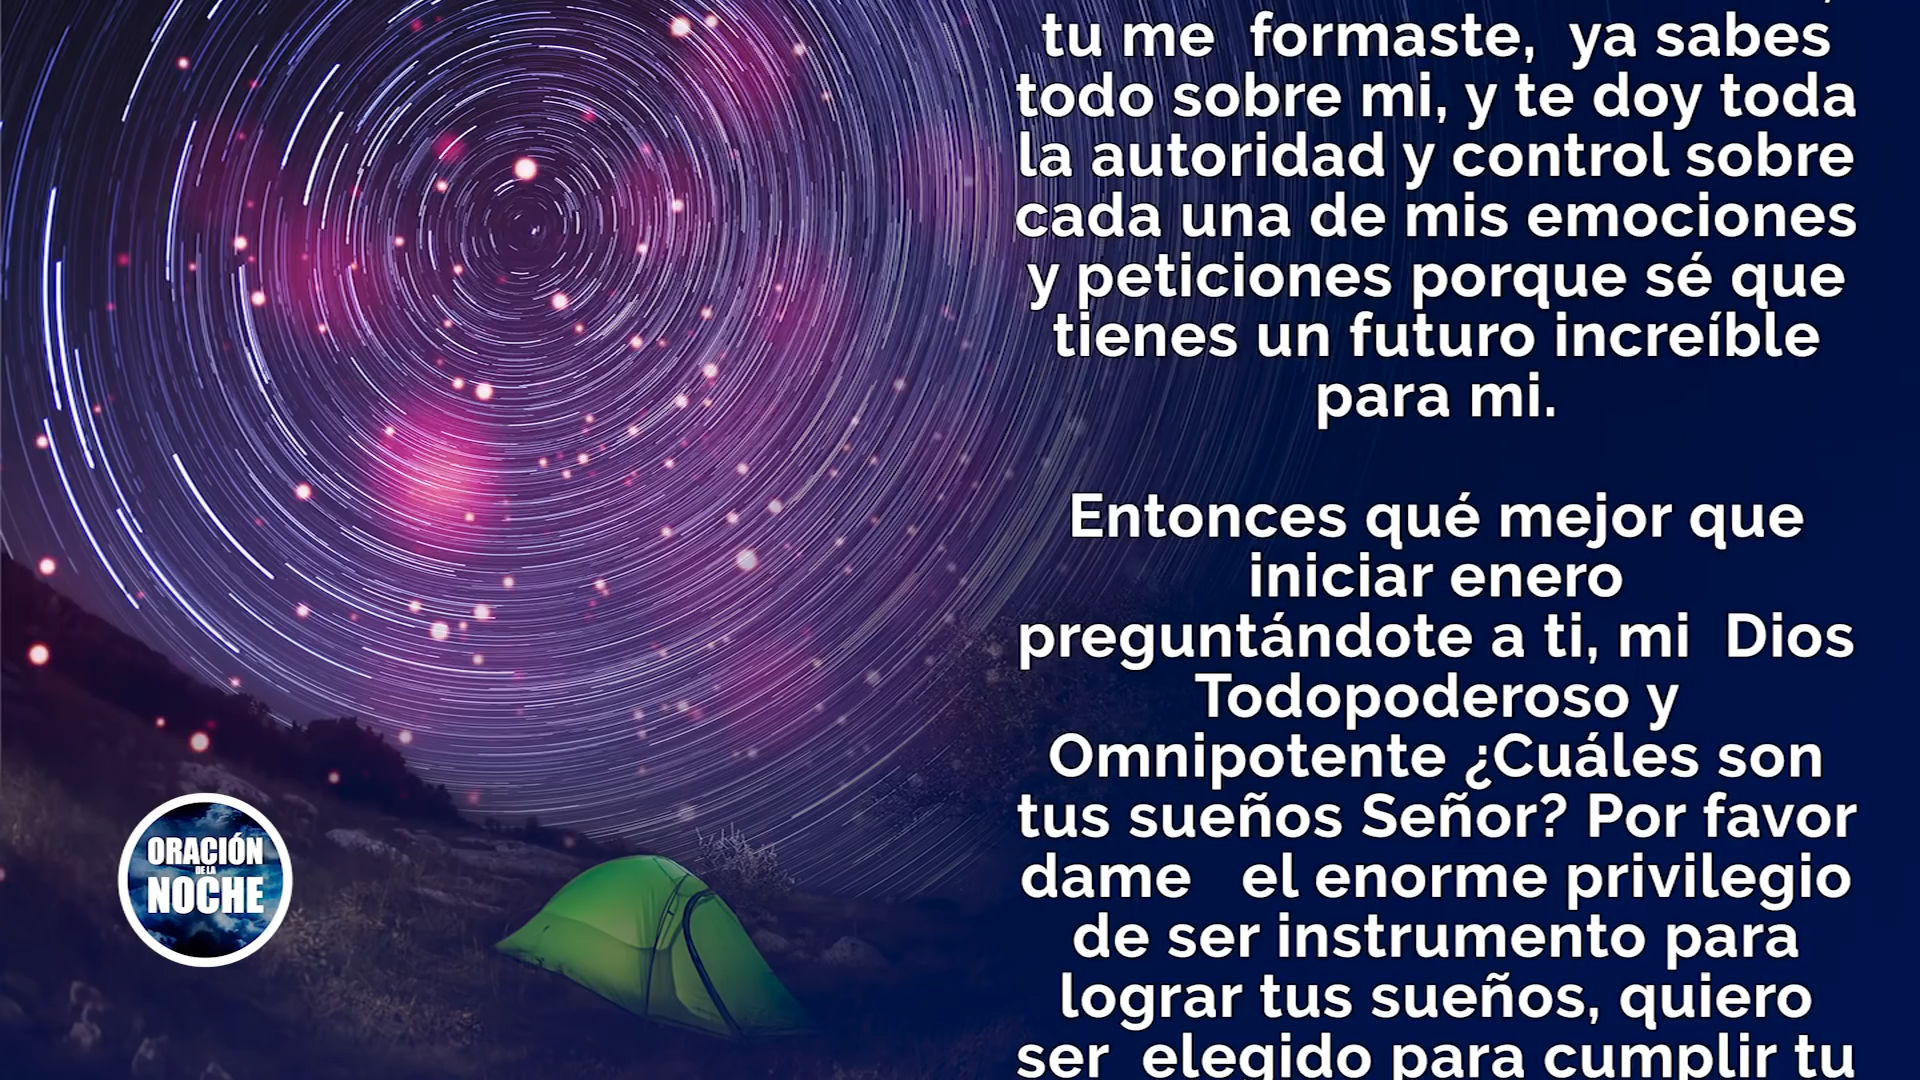 tu me formaste, ya sabes
todo sobre mi, y te doy toda
la autoridad y control sobre
cada una de mis emociones
y peticiones porque sé que
tienes un futuro increíble
para mi.
Entonces qué mejor que
iniciar enero
preguntándote a ti, mi Dios
Todopoderoso y
Omnipotente ¿Cuáles son
tus sueños Señor? Por favor
dame el enorme privilegio
de ser instrumento para
lograr tus sueños, quiero
ser elegido para cumplir tu
ORACIÓN
DE LA
NOCHE